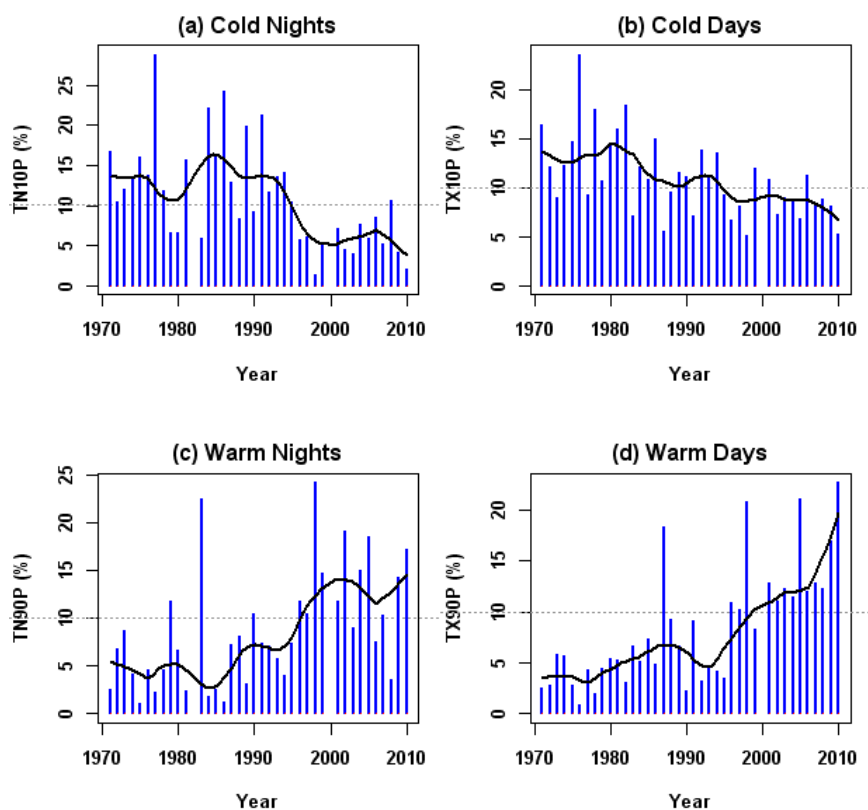 (a) Cold Nights
TN10P (%)
0 5 10 15 20 25
1970 1980 1990 2000 2010
Year
(b) Cold Days
TX10P (%)
0 5 10 15 20
1970 1980 1990 2000 2010
Year
(c) Warm Nights
TN90P (%)
0 5 10 15 20 25
1970 1980 1990 2000 2010
Year
(d) Warm Days
TX90P (%)
0 5 10 15 20
1970 1980 1990 2000 2010
Year